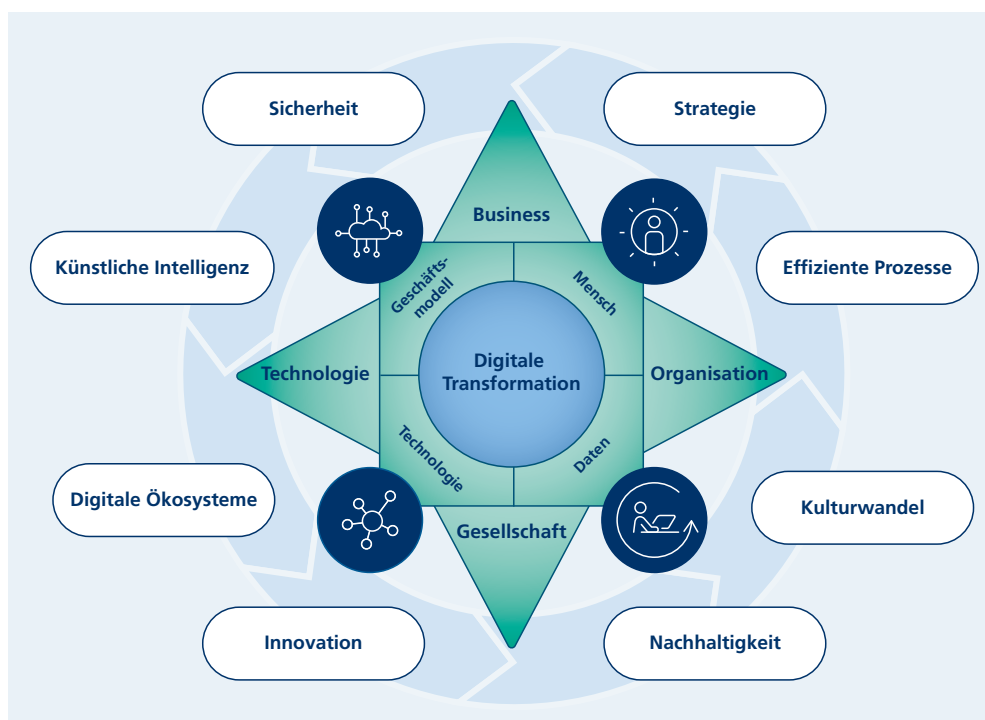 Sicherheit
Strategie
Business
Künstliche Intelligenz
Effiziente Prozesse
Geschäfts-
modell
Mensch
Digitale
Transformation
Technologie
Organisation
Technologie
Daten
Digitale Ökosysteme
Kulturwandel
Gesellschaft
Innovation
Nachhaltigkeit